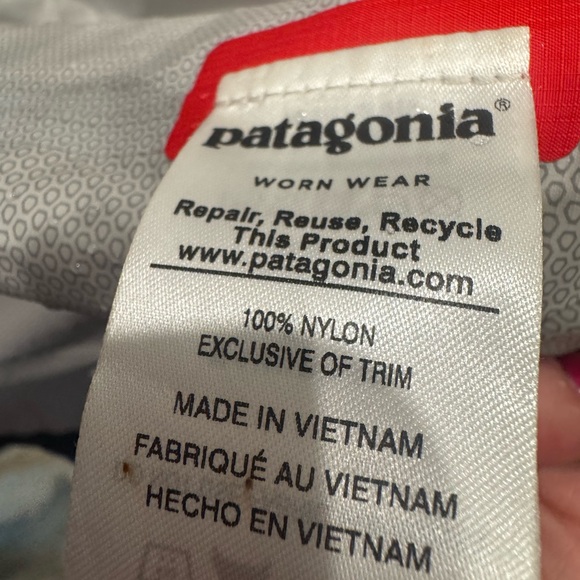 patagonia®
WORN WEAR
Repair, Reuse, Recycle
This Product
www.patagonia.com
100% NYLON
EXCLUSIVE OF TRIM
MADE IN VIETNAM
FABRIQUÉ AU VIETNAM
HECHO EN VIETNAM